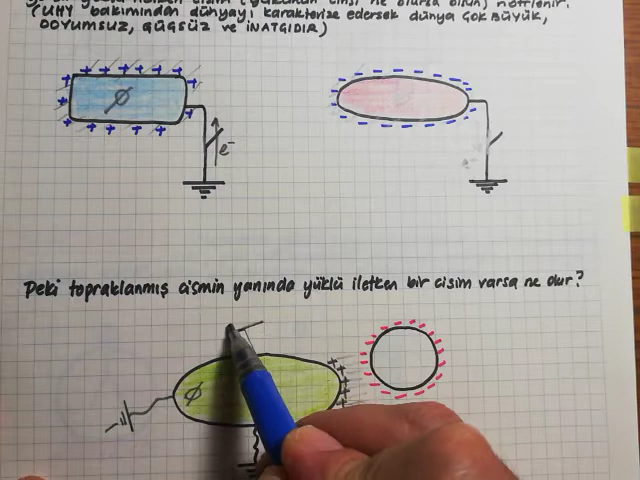 (UHY bakımından dünyayı karakterize edersek dünya ÇOK BÜYÜK,
DOYUMSUZ, GÜÇSÜZ ve İNATÇIDIR)
e-
Peki topraklanmış cismin yanında yüklü iletken bir cisim varsa ne olur?